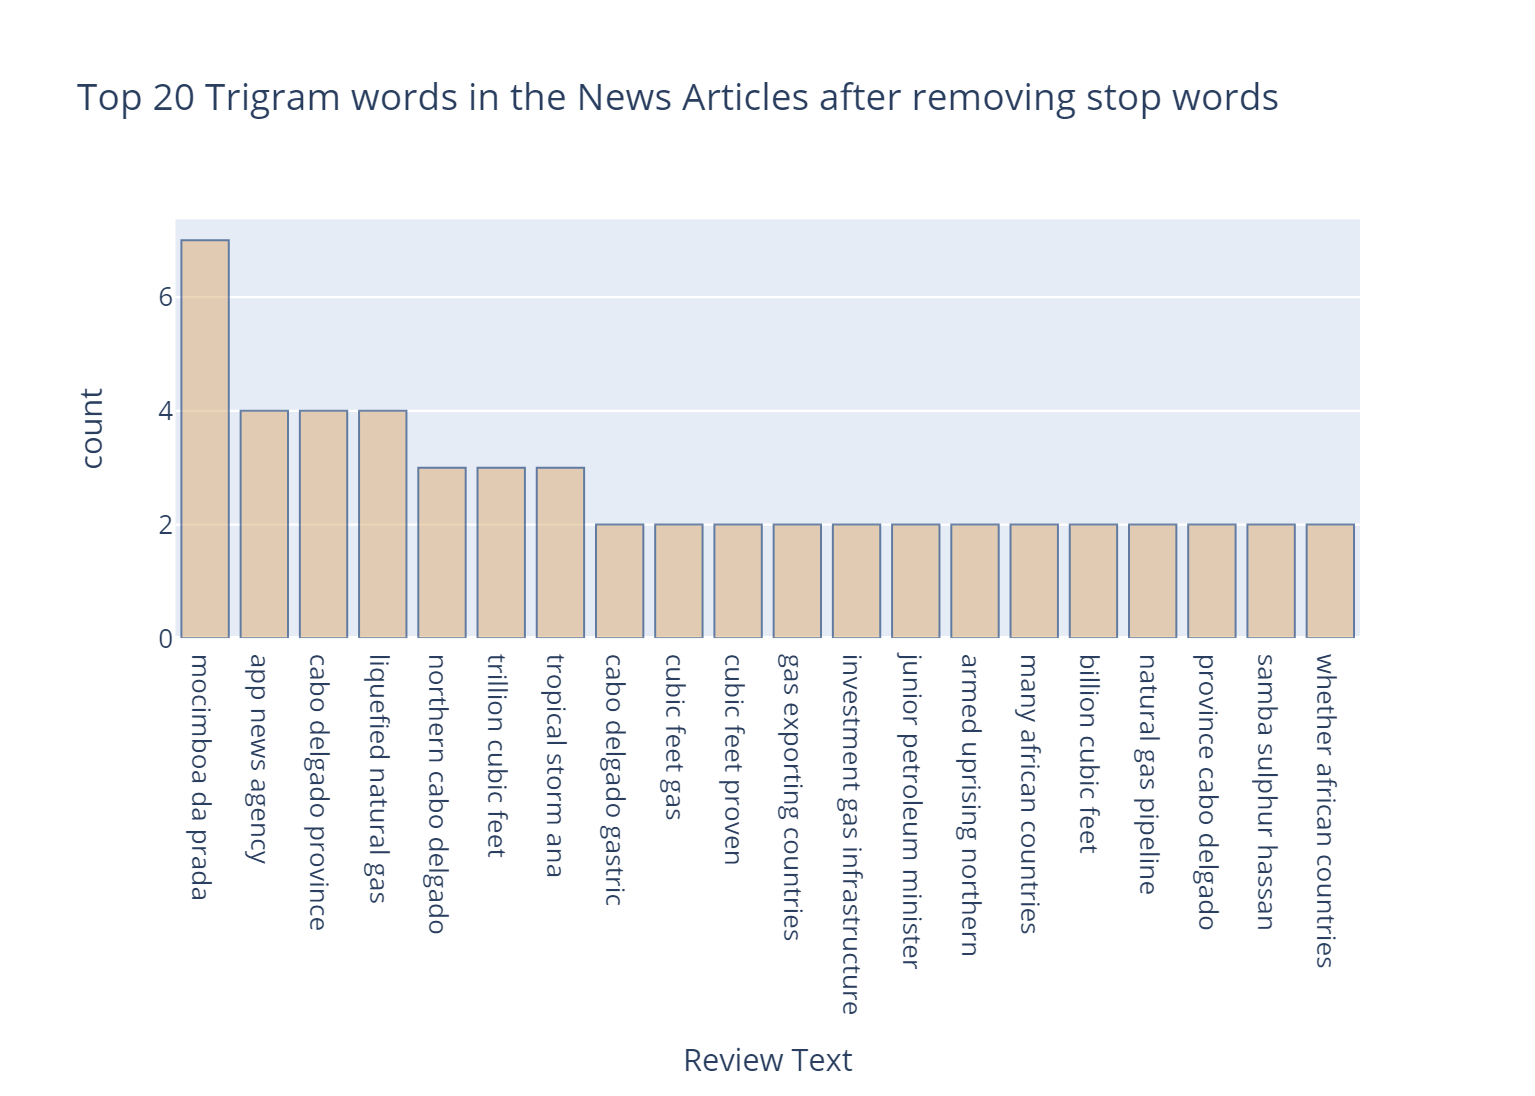 Top 20 Trigram words in the News Articles after removing stop words
count
6
4
2
0
mocimboa da prada
app news agency
cabo delgado province
liquefied natural gas
northern cabo delgado
trillion cubic feet
tropical storm ana
cabo delgado gastric
cubic feet gas
cubic feet proven
gas exporting countries
investment gas infrastructure
junior petroleum minister
armed uprising northern
many african countries
billion cubic feet
natural gas pipeline
province cabo delgado
samba sulphur hassan
whether african countries
Review Text